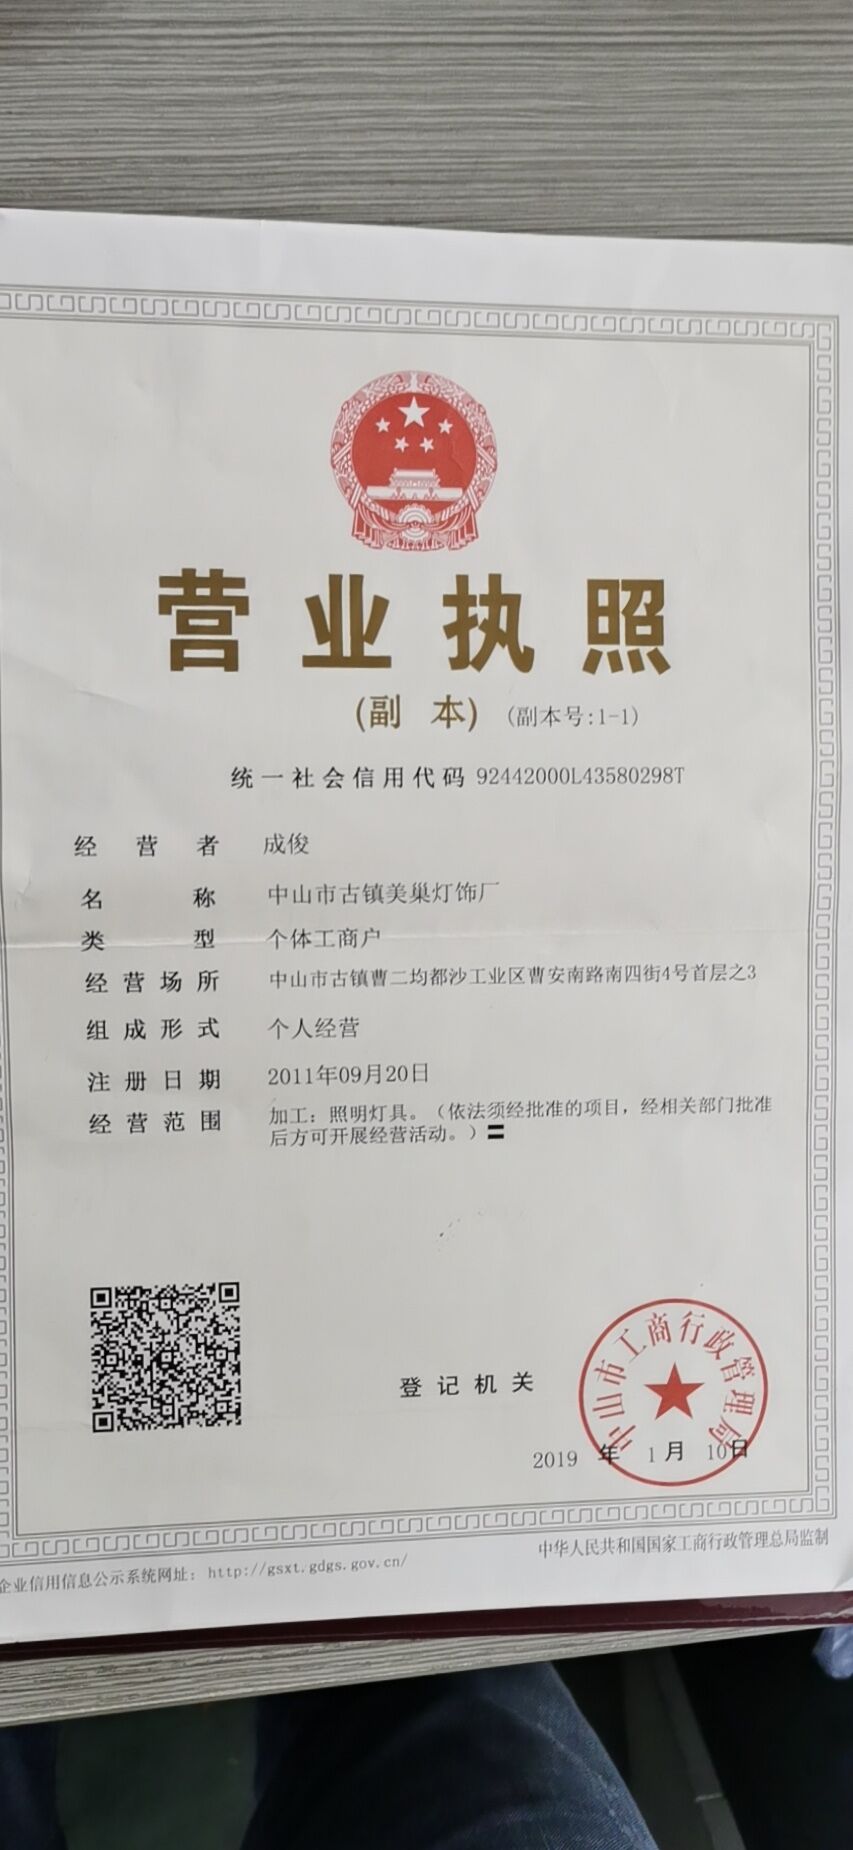 营业执照
(副 本) (副本号:1-1)
统一社会信用代码 92442000L43580298T
经营者 成俊
名称 中山市古镇美巢灯饰厂
类型 个体工商户
经营场所 中山市古镇曹二均都沙工业区曹安南路南四街4号首层之3
组成形式 个人经营
注册日期 2011年09月20日
经营范围 加工：照明灯具。（依法须经批准的项目，经相关部门批准
后方可开展经营活动。）〓
中山市工商行政管理局
登记机关
2019 年 1 月 10日
中华人民共和国国家工商行政管理总局监制
企业信用信息公示系统网址：http://gsxt.gdgs.gov.cn/